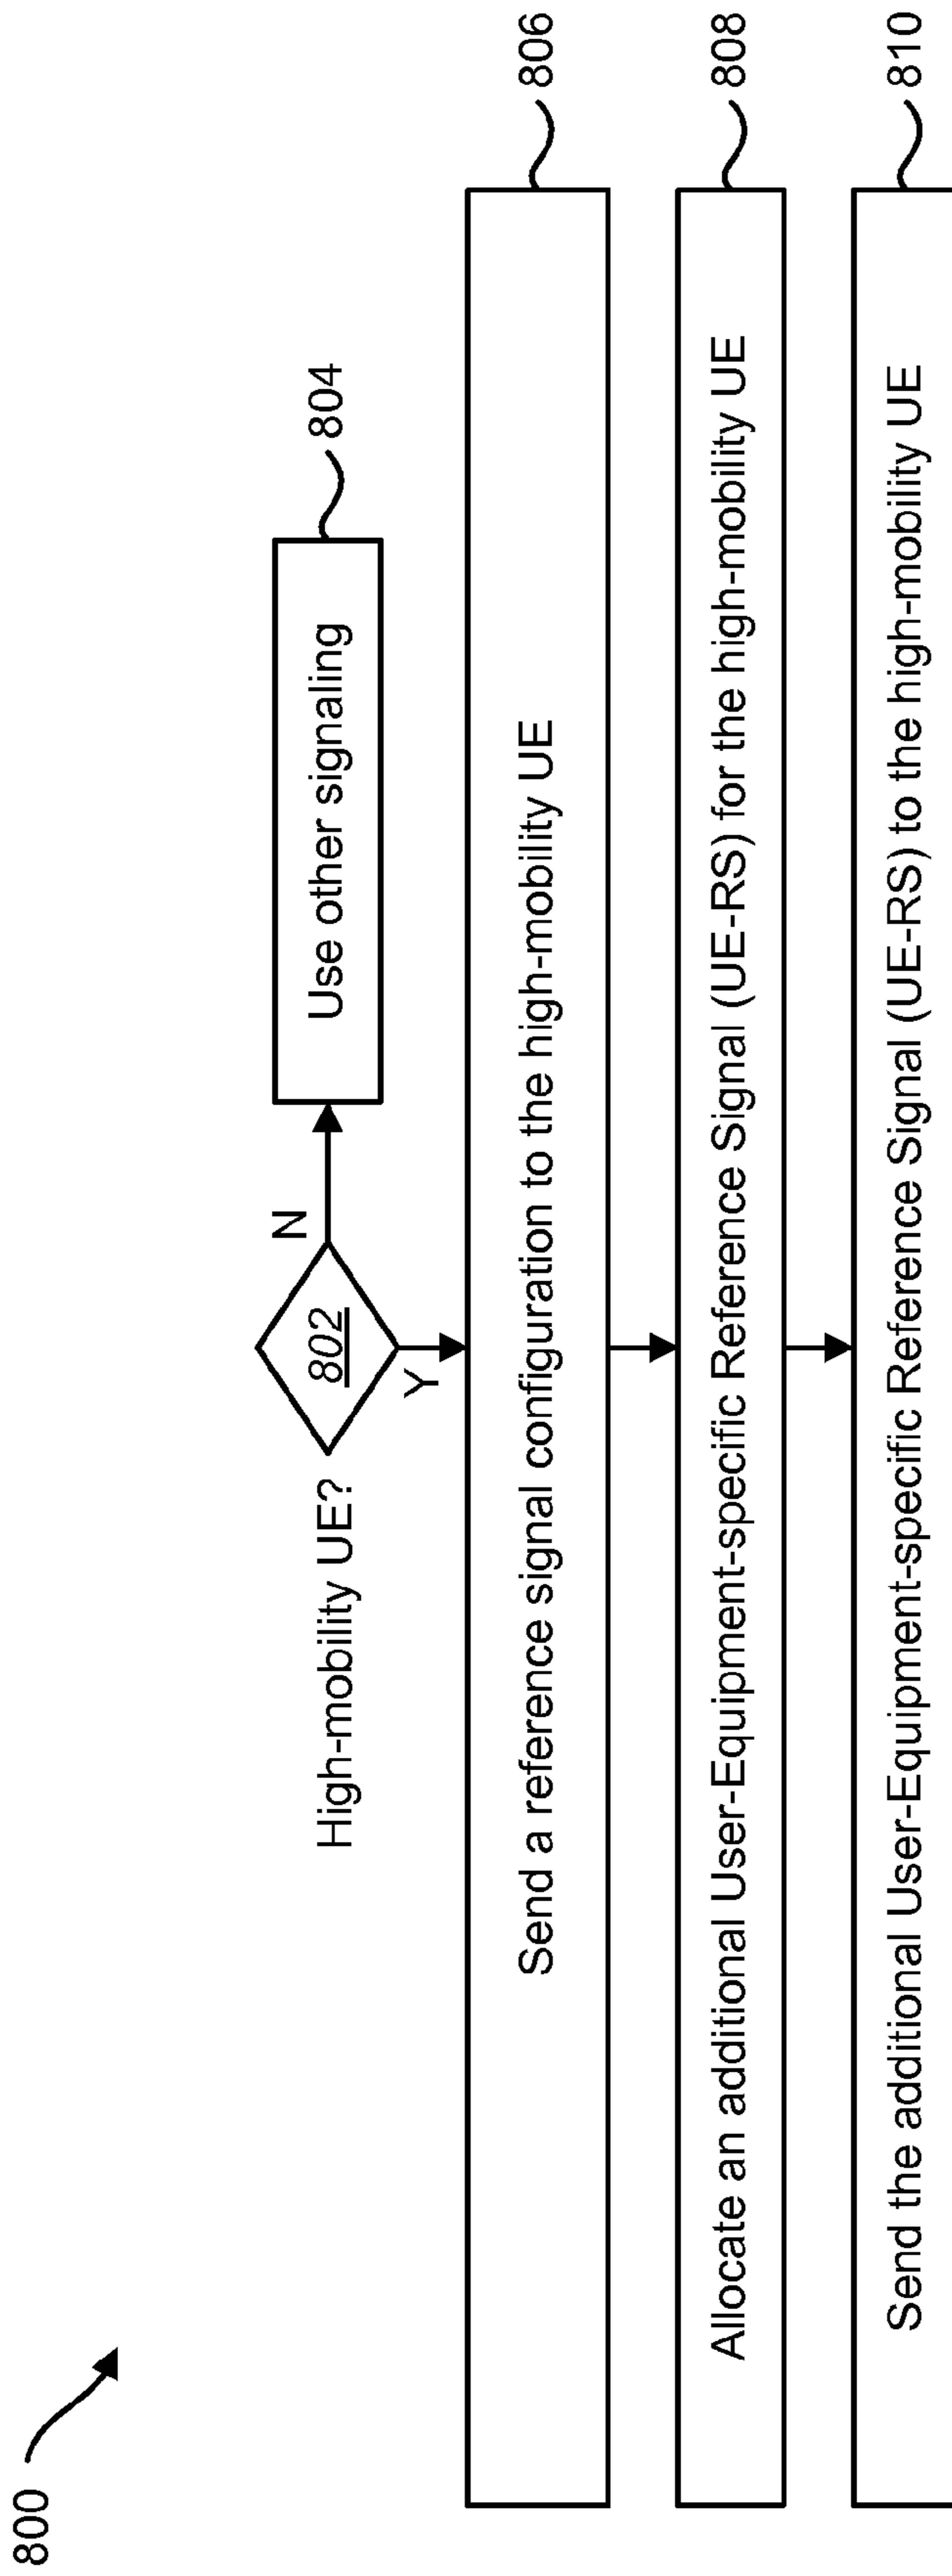 800
High-mobility UE?
802
N
Use other signaling
804
Y
Send a reference signal configuration to the high-mobility UE
806
Allocate an additional User-Equipment-specific Reference Signal (UE-RS) for the high-mobility UE
808
Send the additional User-Equipment-specific Reference Signal (UE-RS) to the high-mobility UE
810